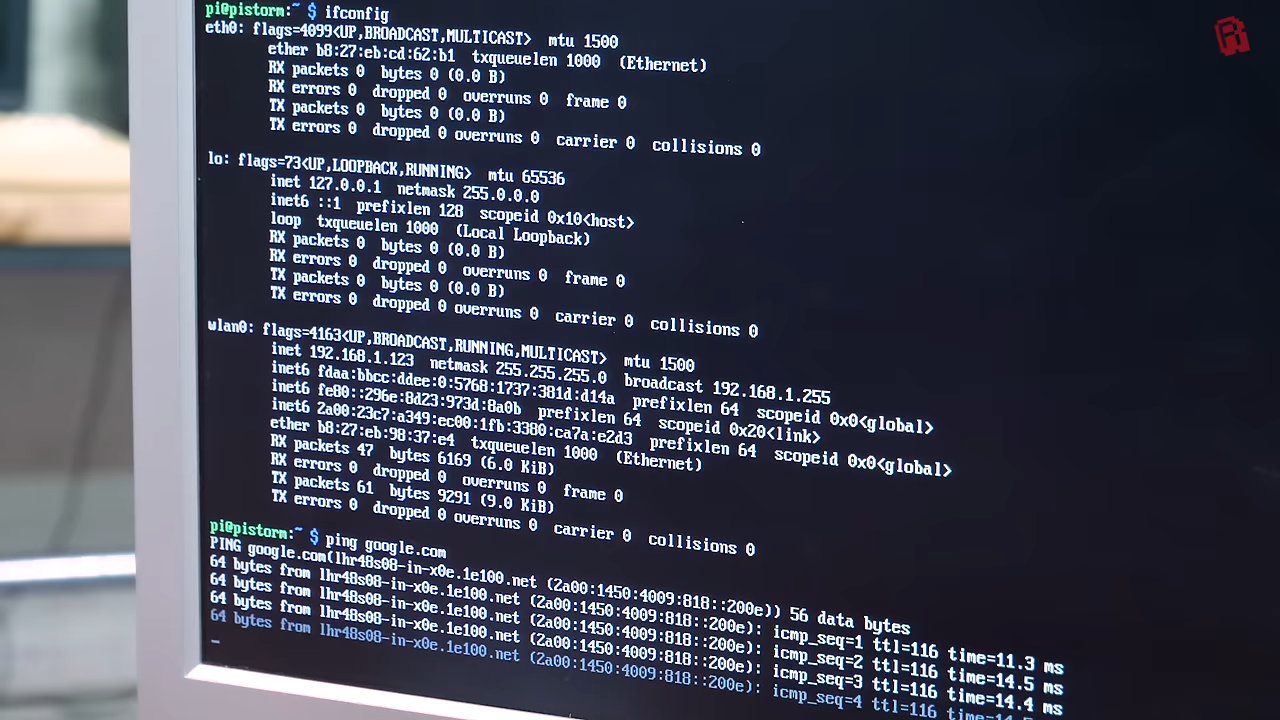 pi@pistorm:~ $ ifconfig
eth0: flags=4099<UP,BROADCAST,MULTICAST>  mtu 1500
ether b8:27:eb:cd:62:b1  txqueuelen 1000  (Ethernet)
RX packets 0  bytes 0 (0.0 B)
RX errors 0  dropped 0  overruns 0  frame 0
TX packets 0  bytes 0 (0.0 B)
TX errors 0  dropped 0 overruns 0  carrier 0  collisions 0
lo: flags=73<UP,LOOPBACK,RUNNING>  mtu 65536
inet 127.0.0.1  netmask 255.0.0.0
inet6 ::1  prefixlen 128  scopeid 0x10<host>
loop  txqueuelen 1000  (Local Loopback)
RX packets 0  bytes 0 (0.0 B)
RX errors 0  dropped 0  overruns 0  frame 0
TX packets 0  bytes 0 (0.0 B)
TX errors 0  dropped 0 overruns 0  carrier 0  collisions 0
wlan0: flags=4163<UP,BROADCAST,RUNNING,MULTICAST>  mtu 1500
inet 192.168.1.123  netmask 255.255.255.0  broadcast 192.168.1.255
inet6 fdaa:bbcc:ddee:0:5768:1737:381d:d14a  prefixlen 64  scopeid 0x0<global>
inet6 fe80::296e:8d23:973d:8a0b  prefixlen 64  scopeid 0x20<link>
inet6 2a00:23c7:a349:ec00:1fb:3380:ca7a:e2d3  prefixlen 64  scopeid 0x0<global>
ether b8:27:eb:98:37:e4  txqueuelen 1000  (Ethernet)
RX packets 47  bytes 6169 (6.0 KiB)
RX errors 0  dropped 0  overruns 0  frame 0
TX packets 61  bytes 9291 (9.0 KiB)
TX errors 0  dropped 0 overruns 0  carrier 0  collisions 0
pi@pistorm:~ $ ping google.com
PING google.com(lhr48s08-in-x0e.1e100.net (2a00:1450:4009:818::200e)) 56 data bytes
64 bytes from lhr48s08-in-x0e.1e100.net (2a00:1450:4009:818::200e): icmp_seq=1 ttl=116 time=11.3 ms
64 bytes from lhr48s08-in-x0e.1e100.net (2a00:1450:4009:818::200e): icmp_seq=2 ttl=116 time=14.5 ms
64 bytes from lhr48s08-in-x0e.1e100.net (2a00:1450:4009:818::200e): icmp_seq=3 ttl=116 time=14.4 ms
64 bytes from lhr48s08-in-x0e.1e100.net (2a00:1450:4009:818::200e): icmp_seq=4 ttl=116